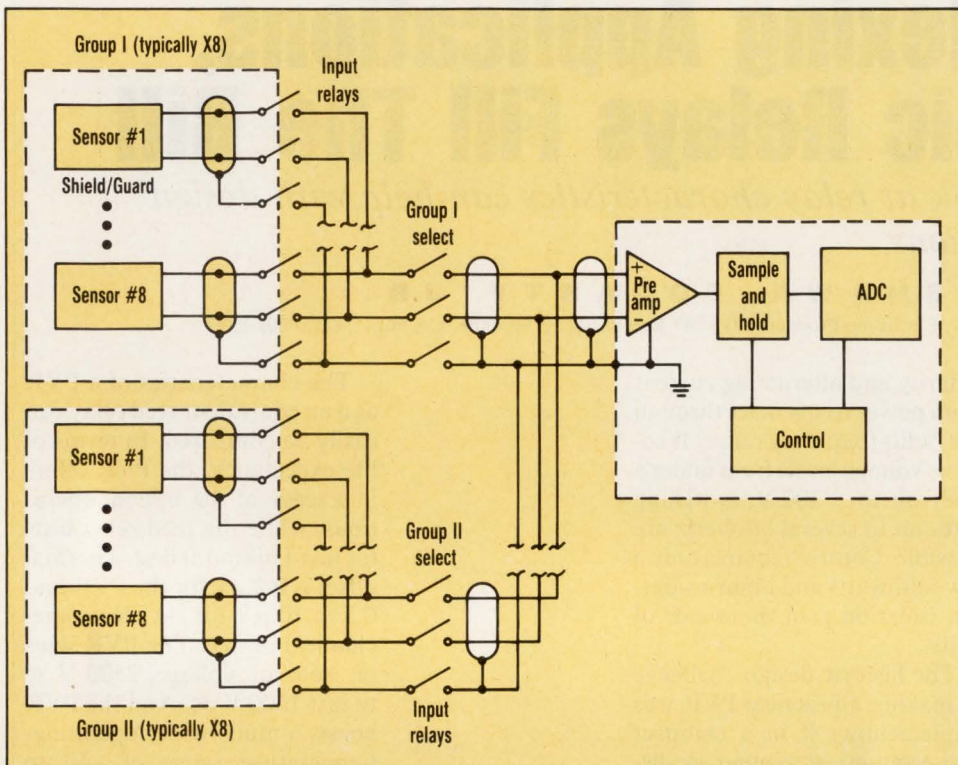 Group I (typically X8)
Input
relays
Sensor #1
Shield/Guard
Sensor #8
Group I
select
+
Pre
amp
−
Sample
and
hold
ADC
Control
Sensor #1
Sensor #8
Group II
select
Input
relays
Group II (typically X8)